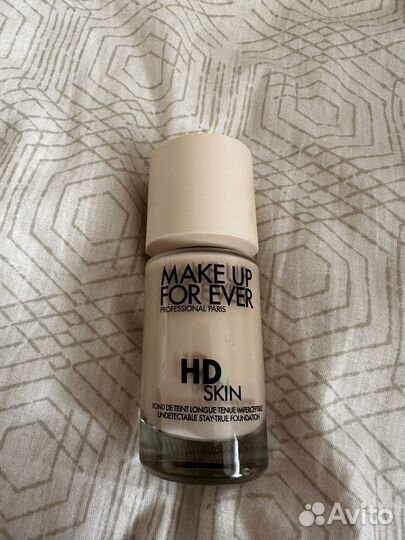 MAKE UP
FOR EVER
PROFESSIONAL PARIS
HD
SKIN
FOND DE TEINT LONGUE TENUE IMPERCEPTIBLE
UNDETECTABLE STAY-TRUE FOUNDATION
Avito